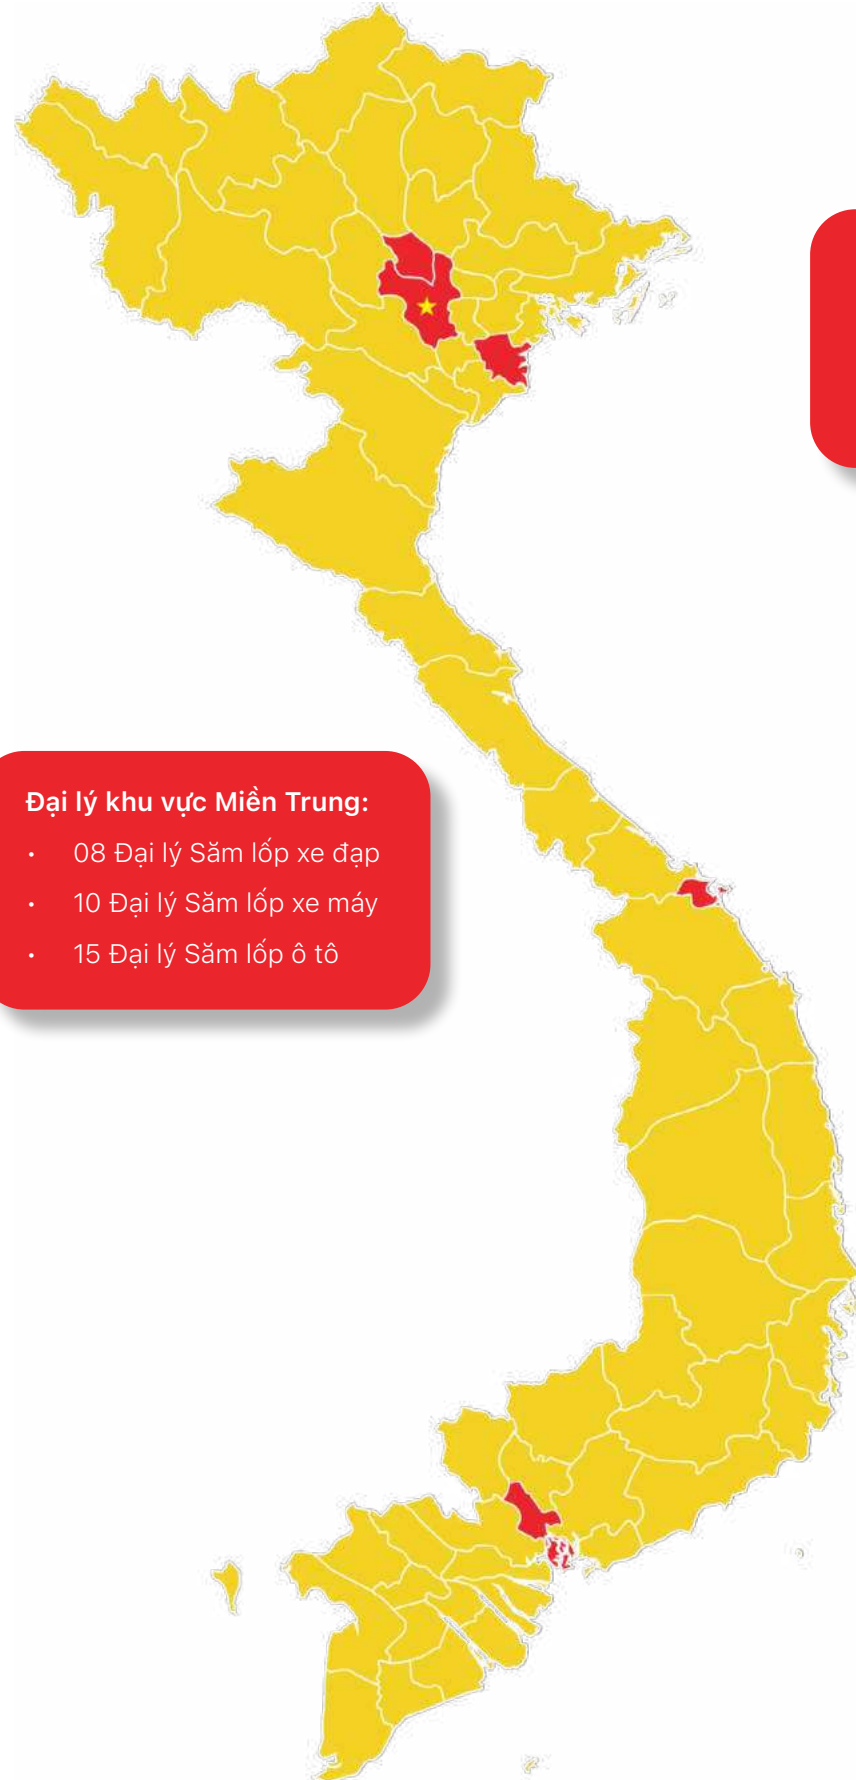 Đại lý khu vực Miền Trung:
• 08 Đại lý Săm lốp xe đạp
• 10 Đại lý Săm lốp xe máy
• 15 Đại lý Săm lốp ô tô